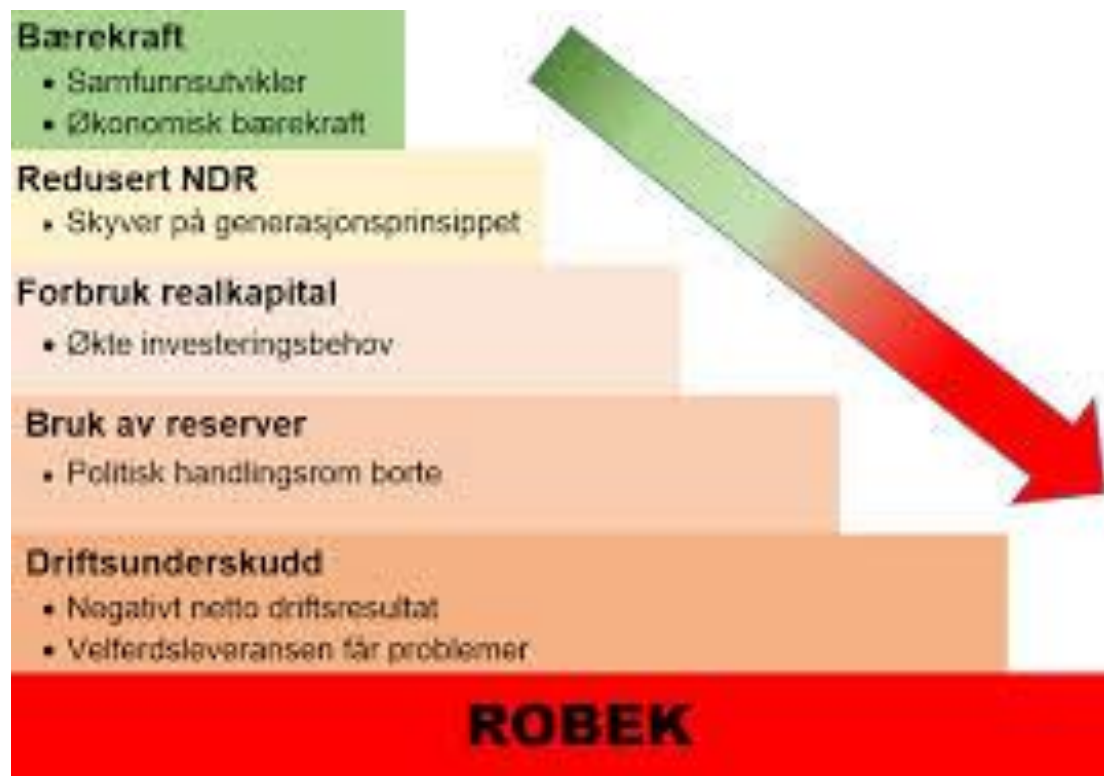 Bærekraft
• Samfunnsutvikler
• Økonomisk bærekraft
Redusert NDR
• Skyver på generasjonsprinsippet
Forbruk realkapital
• Økte investeringsbehov
Bruk av reserver
• Politisk handlingsrom borte
Driftsunderskudd
• Negativt netto driftsresultat
• Velferdsleveransen får problemer
ROBEK